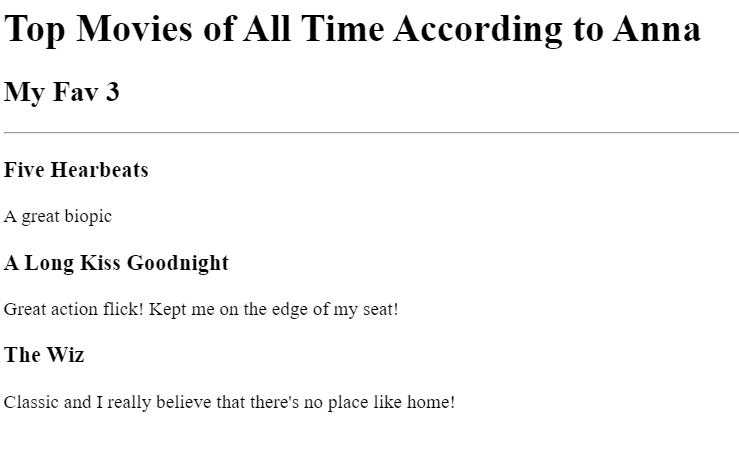 Top Movies of All Time According to Anna
My Fav 3
Five Hearbeats
A great biopic
A Long Kiss Goodnight
Great action flick! Kept me on the edge of my seat!
The Wiz
Classic and I really believe that there's no place like home!